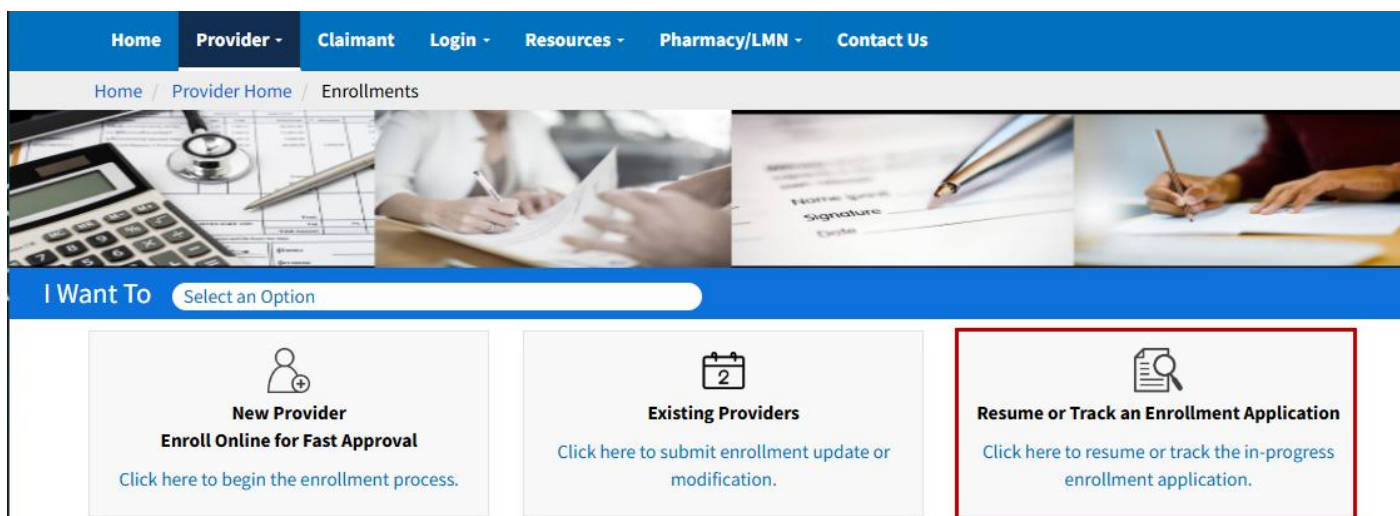 Home Provider - Claimant Login - Resources - Pharmacy/LMN - Contact Us
Home / Provider Home / Enrollments
Name
Signature
Date
I Want To Select an Option
2
New Provider
Enroll Online for Fast Approval
Click here to begin the enrollment process.
Existing Providers
Click here to submit enrollment update or
modification.
Resume or Track an Enrollment Application
Click here to resume or track the in-progress
enrollment application.